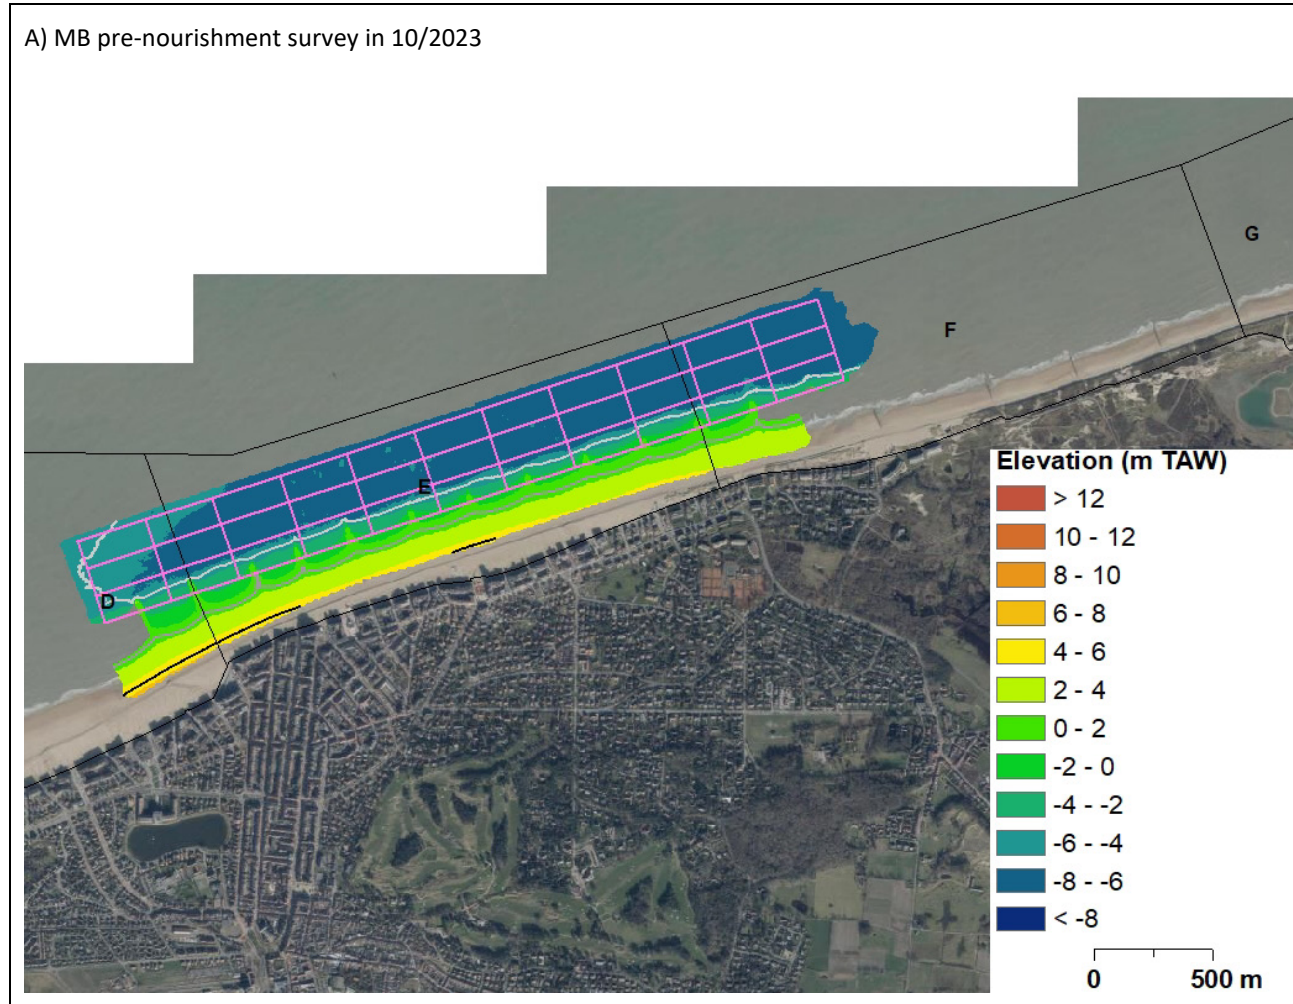 A) MB pre-nourishment survey in 10/2023
G
F
E
D
Elevation (m TAW)
> 12
10 - 12
8 - 10
6 - 8
4 - 6
2 - 4
0 - 2
-2 - 0
-4 - -2
-6 - -4
-8 - -6
< -8
0 500 m